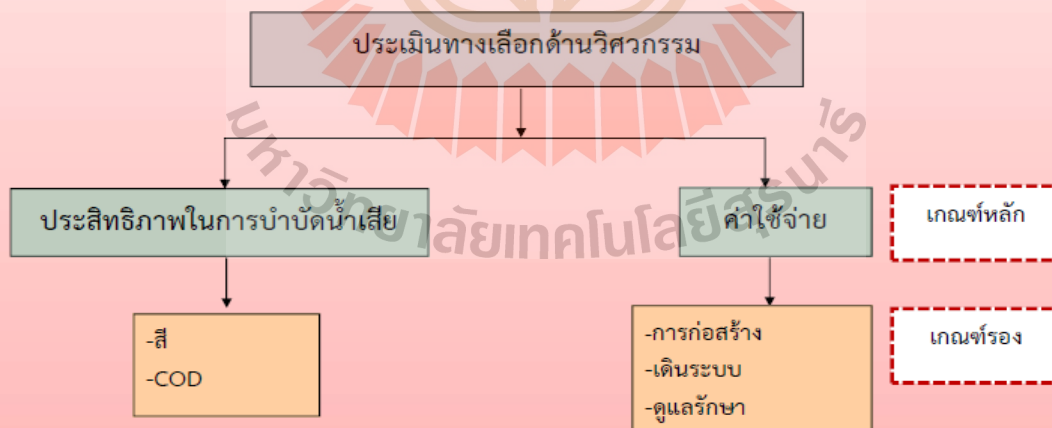 ประเมินทางเลือกด้านวิศวกรรม
มหาวิทยาลัยเทคโนโลยีสุรนารี
ประสิทธิภาพในการบำบัดน้ำเสีย
ค่าใช้จ่าย
เกณฑ์หลัก
-สี
-COD
-การก่อสร้าง
-เดินระบบ
-ดูแลรักษา
เกณฑ์รอง